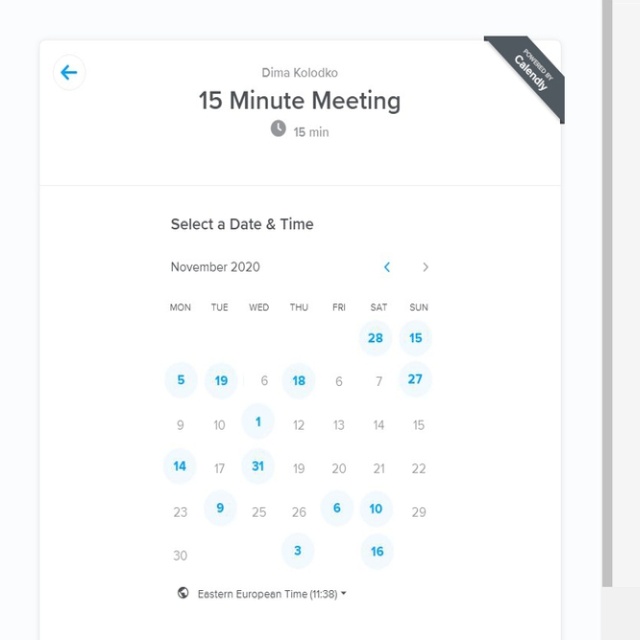 Dima Kolodko
POWERED BY
Calendly
15 Minute Meeting
15 min
Select a Date & Time
November 2020
MON TUE WED THU FRI SAT SUN
28 15
5 19 6 18 6 7 27
9 10 1 12 13 14 15
14 17 31 19 20 21 22
23 9 25 26 6 10 29
30 3 16
Eastern European Time (11:38)